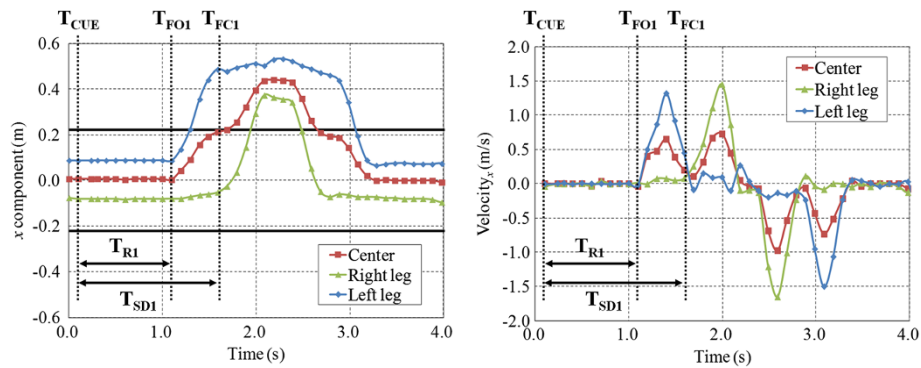 T_CUE T_FO1 T_FC1
0.6
0.4
0.2
0.0
-0.2
-0.4
-0.6
x component (m)
T_R1
T_SD1
Center
Right leg
Left leg
0.0 1.0 2.0 3.0 4.0
Time (s)
T_CUE T_FO1 T_FC1
2.0
1.5
1.0
0.5
0.0
-0.5
-1.0
-1.5
-2.0
Velocity_x (m/s)
Center
Right leg
Left leg
T_R1
T_SD1
0.0 1.0 2.0 3.0 4.0
Time (s)